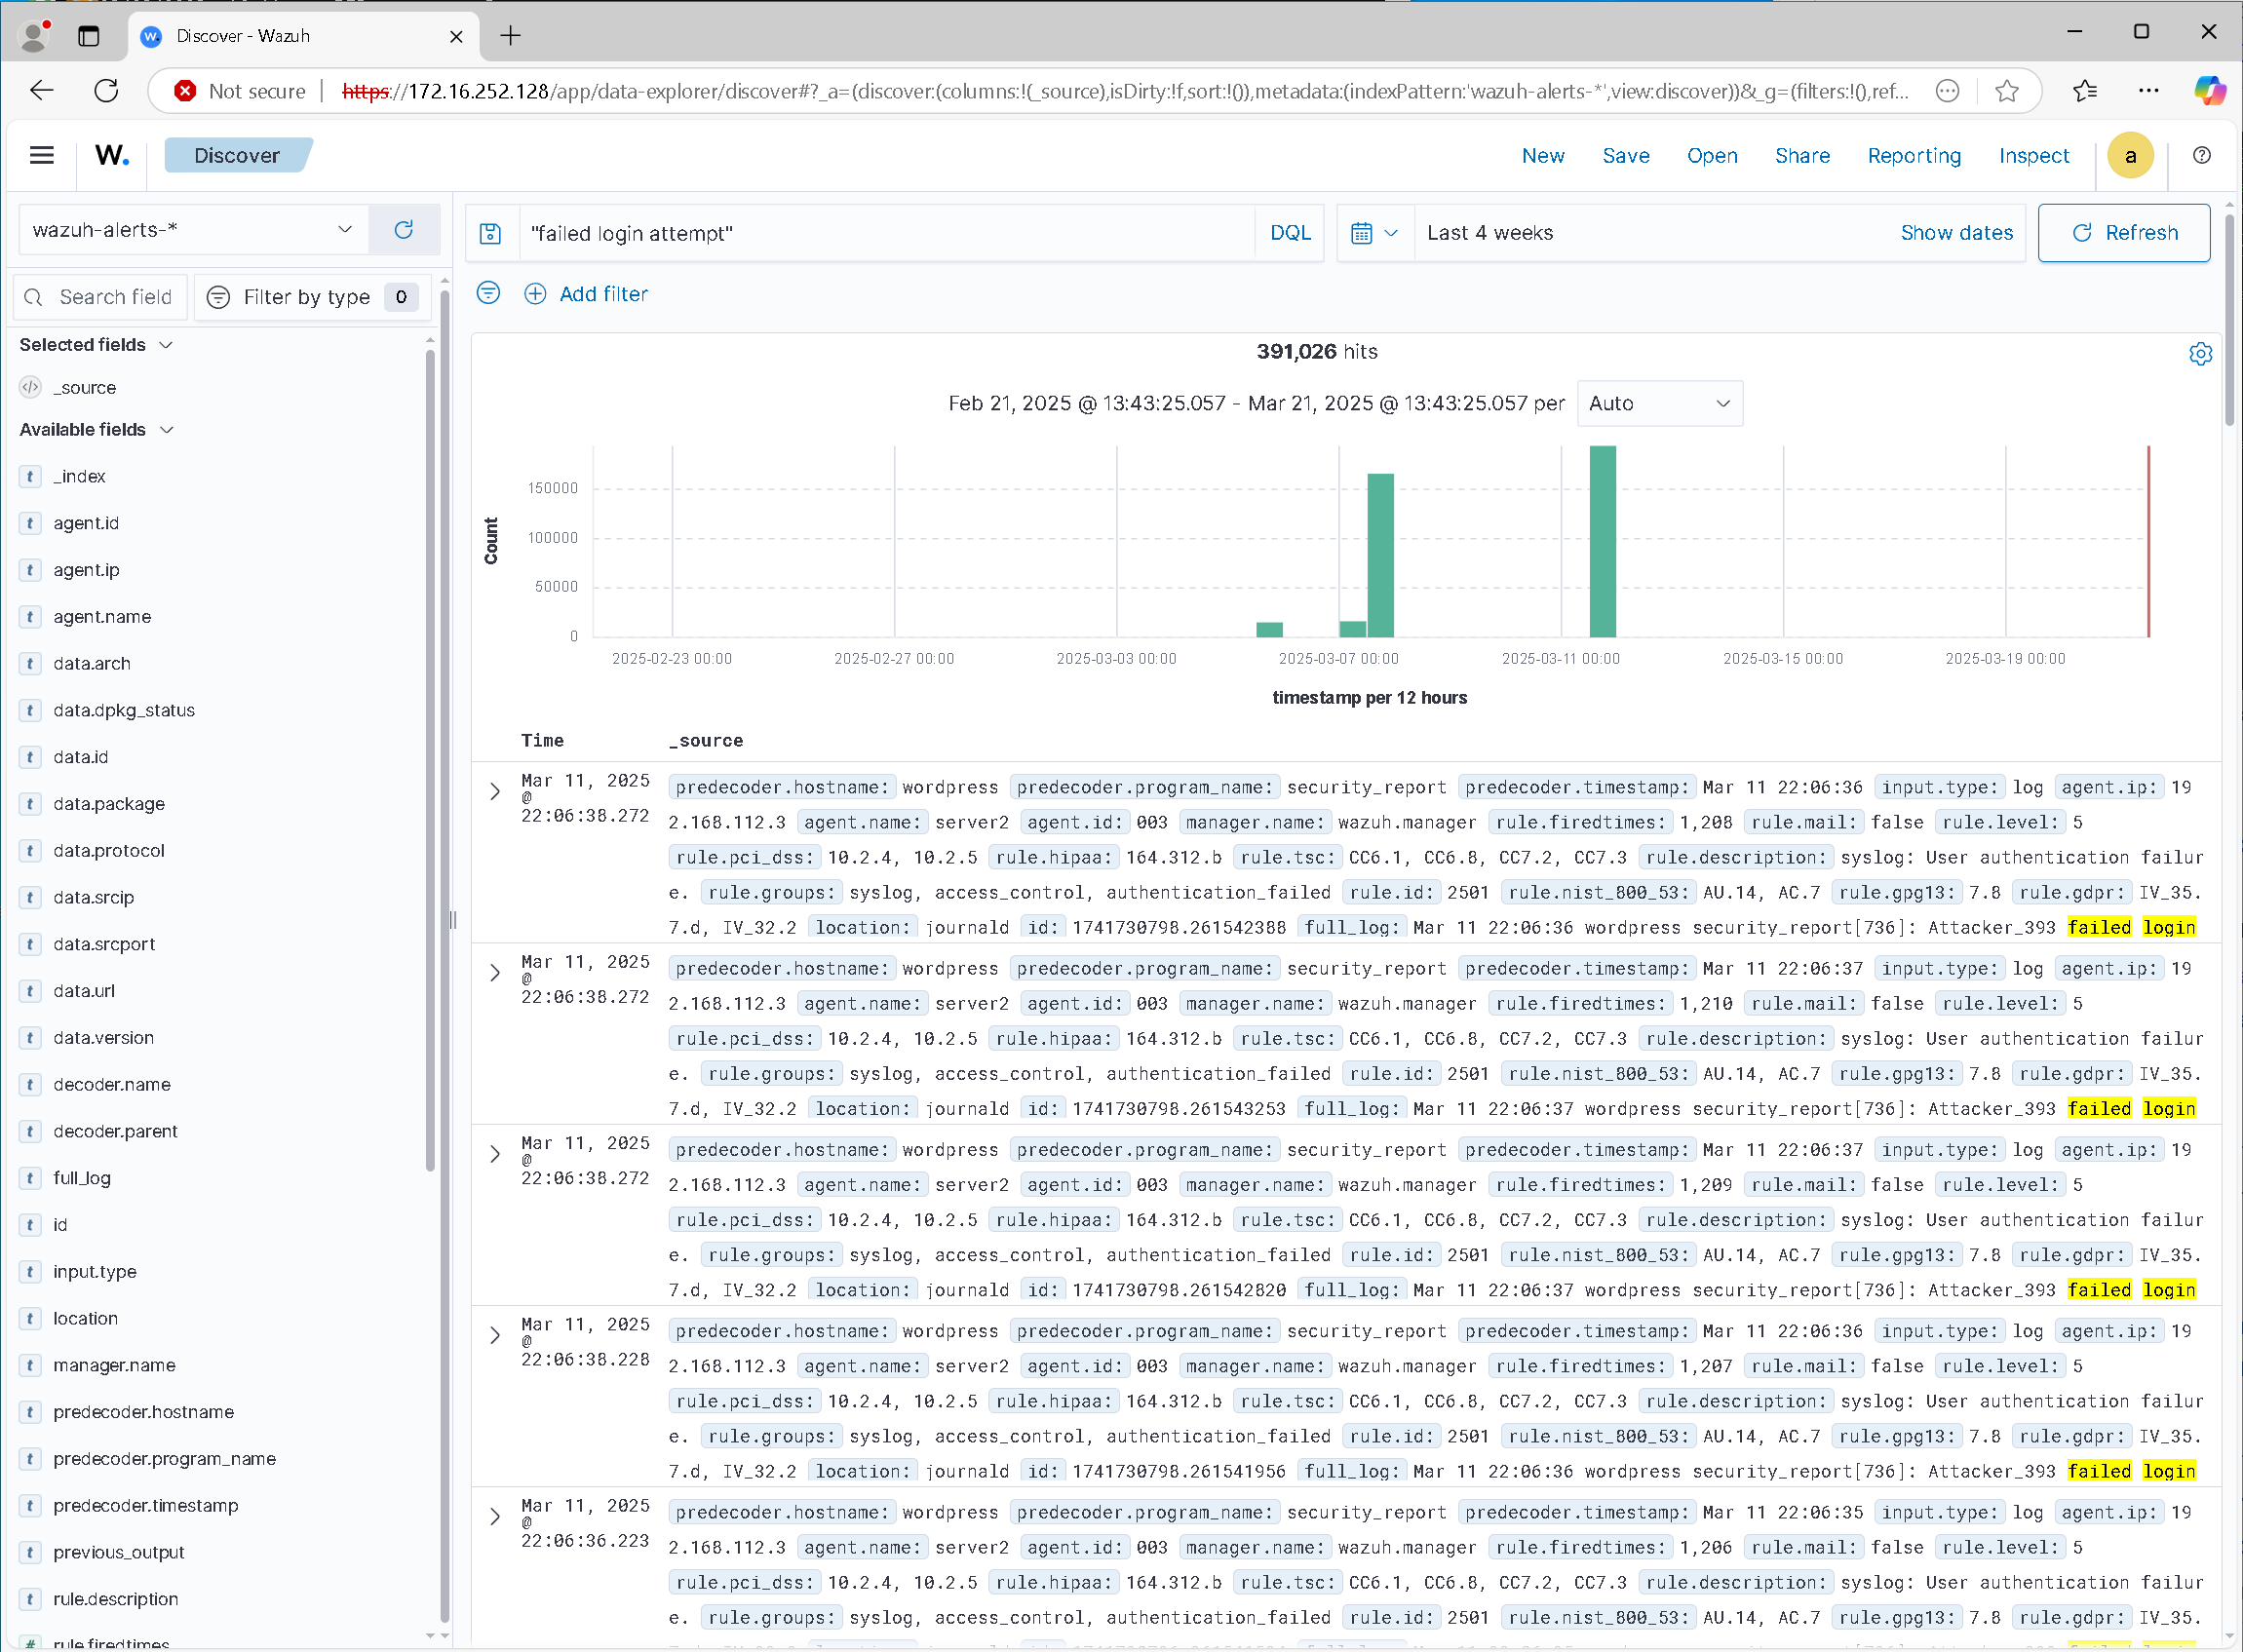 Discover - Wazuh
Not secure https://172.16.252.128/app/data-explorer/discover#?_a=(discover:(columns:!(_source),isDirty:!f,sort:!()),metadata:(indexPattern:'wazuh-alerts-*',view:discover))&_g=(filters:!(),ref...
W. Discover New Save Open Share Reporting Inspect a
wazuh-alerts-* "failed login attempt" DQL Last 4 weeks Show dates Refresh
Search field Filter by type 0 Add filter
Selected fields
_source
Available fields
_index
agent.id
agent.ip
agent.name
data.arch
data.dpkg_status
data.id
data.package
data.protocol
data.srcip
data.srcport
data.url
data.version
decoder.name
decoder.parent
full_log
id
input.type
location
manager.name
predecoder.hostname
predecoder.program_name
predecoder.timestamp
previous_output
rule.description
rule.firedtimes
391,026 hits
Feb 21, 2025 @ 13:43:25.057 - Mar 21, 2025 @ 13:43:25.057 per Auto
Count
150000
100000
50000
0
2025-02-23 00:00 2025-02-27 00:00 2025-03-03 00:00 2025-03-07 00:00 2025-03-11 00:00 2025-03-15 00:00 2025-03-19 00:00
timestamp per 12 hours
Time _source
Mar 11, 2025 @ 22:06:38.272
predecoder.hostname: wordpress predecoder.program_name: security_report predecoder.timestamp: Mar 11 22:06:36 input.type: log agent.ip: 19
2.168.112.3 agent.name: server2 agent.id: 003 manager.name: wazuh.manager rule.firedtimes: 1,208 rule.mail: false rule.level: 5
rule.pci_dss: 10.2.4, 10.2.5 rule.hipaa: 164.312.b rule.tsc: CC6.1, CC6.8, CC7.2, CC7.3 rule.description: syslog: User authentication failur
e. rule.groups: syslog, access_control, authentication_failed rule.id: 2501 rule.nist_800_53: AU.14, AC.7 rule.gpg13: 7.8 rule.gdpr: IV_35.
7.d, IV_32.2 location: journald id: 1741730798.261542388 full_log: Mar 11 22:06:36 wordpress security_report[736]: Attacker_393 failed login
Mar 11, 2025 @ 22:06:38.272
predecoder.hostname: wordpress predecoder.program_name: security_report predecoder.timestamp: Mar 11 22:06:37 input.type: log agent.ip: 19
2.168.112.3 agent.name: server2 agent.id: 003 manager.name: wazuh.manager rule.firedtimes: 1,210 rule.mail: false rule.level: 5
rule.pci_dss: 10.2.4, 10.2.5 rule.hipaa: 164.312.b rule.tsc: CC6.1, CC6.8, CC7.2, CC7.3 rule.description: syslog: User authentication failur
e. rule.groups: syslog, access_control, authentication_failed rule.id: 2501 rule.nist_800_53: AU.14, AC.7 rule.gpg13: 7.8 rule.gdpr: IV_35.
7.d, IV_32.2 location: journald id: 1741730798.261543253 full_log: Mar 11 22:06:37 wordpress security_report[736]: Attacker_393 failed login
Mar 11, 2025 @ 22:06:38.272
predecoder.hostname: wordpress predecoder.program_name: security_report predecoder.timestamp: Mar 11 22:06:37 input.type: log agent.ip: 19
2.168.112.3 agent.name: server2 agent.id: 003 manager.name: wazuh.manager rule.firedtimes: 1,209 rule.mail: false rule.level: 5
rule.pci_dss: 10.2.4, 10.2.5 rule.hipaa: 164.312.b rule.tsc: CC6.1, CC6.8, CC7.2, CC7.3 rule.description: syslog: User authentication failur
e. rule.groups: syslog, access_control, authentication_failed rule.id: 2501 rule.nist_800_53: AU.14, AC.7 rule.gpg13: 7.8 rule.gdpr: IV_35.
7.d, IV_32.2 location: journald id: 1741730798.261542820 full_log: Mar 11 22:06:37 wordpress security_report[736]: Attacker_393 failed login
Mar 11, 2025 @ 22:06:38.228
predecoder.hostname: wordpress predecoder.program_name: security_report predecoder.timestamp: Mar 11 22:06:36 input.type: log agent.ip: 19
2.168.112.3 agent.name: server2 agent.id: 003 manager.name: wazuh.manager rule.firedtimes: 1,207 rule.mail: false rule.level: 5
rule.pci_dss: 10.2.4, 10.2.5 rule.hipaa: 164.312.b rule.tsc: CC6.1, CC6.8, CC7.2, CC7.3 rule.description: syslog: User authentication failur
e. rule.groups: syslog, access_control, authentication_failed rule.id: 2501 rule.nist_800_53: AU.14, AC.7 rule.gpg13: 7.8 rule.gdpr: IV_35.
7.d, IV_32.2 location: journald id: 1741730798.261541956 full_log: Mar 11 22:06:36 wordpress security_report[736]: Attacker_393 failed login
Mar 11, 2025 @ 22:06:36.223
predecoder.hostname: wordpress predecoder.program_name: security_report predecoder.timestamp: Mar 11 22:06:35 input.type: log agent.ip: 19
2.168.112.3 agent.name: server2 agent.id: 003 manager.name: wazuh.manager rule.firedtimes: 1,206 rule.mail: false rule.level: 5
rule.pci_dss: 10.2.4, 10.2.5 rule.hipaa: 164.312.b rule.tsc: CC6.1, CC6.8, CC7.2, CC7.3 rule.description: syslog: User authentication failur
e. rule.groups: syslog, access_control, authentication_failed rule.id: 2501 rule.nist_800_53: AU.14, AC.7 rule.gpg13: 7.8 rule.gdpr: IV_35.